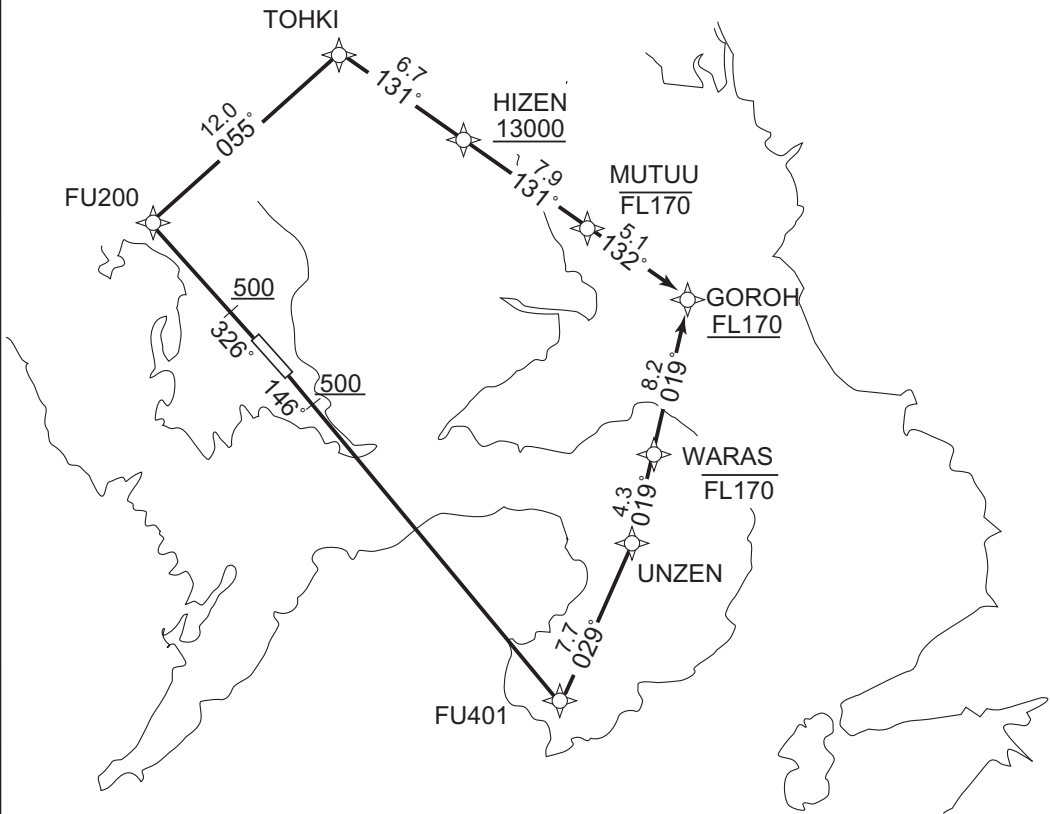 TOHKI
6.7
131°
12.0
055°
HIZEN
13000
7.9
131°
MUTUU
FL170
FU200
5.1
132°
500
GOROH
FL170
326°
8.2
019°
500
146°
WARAS
FL170
4.3
019°
UNZEN
7.7
029°
FU401